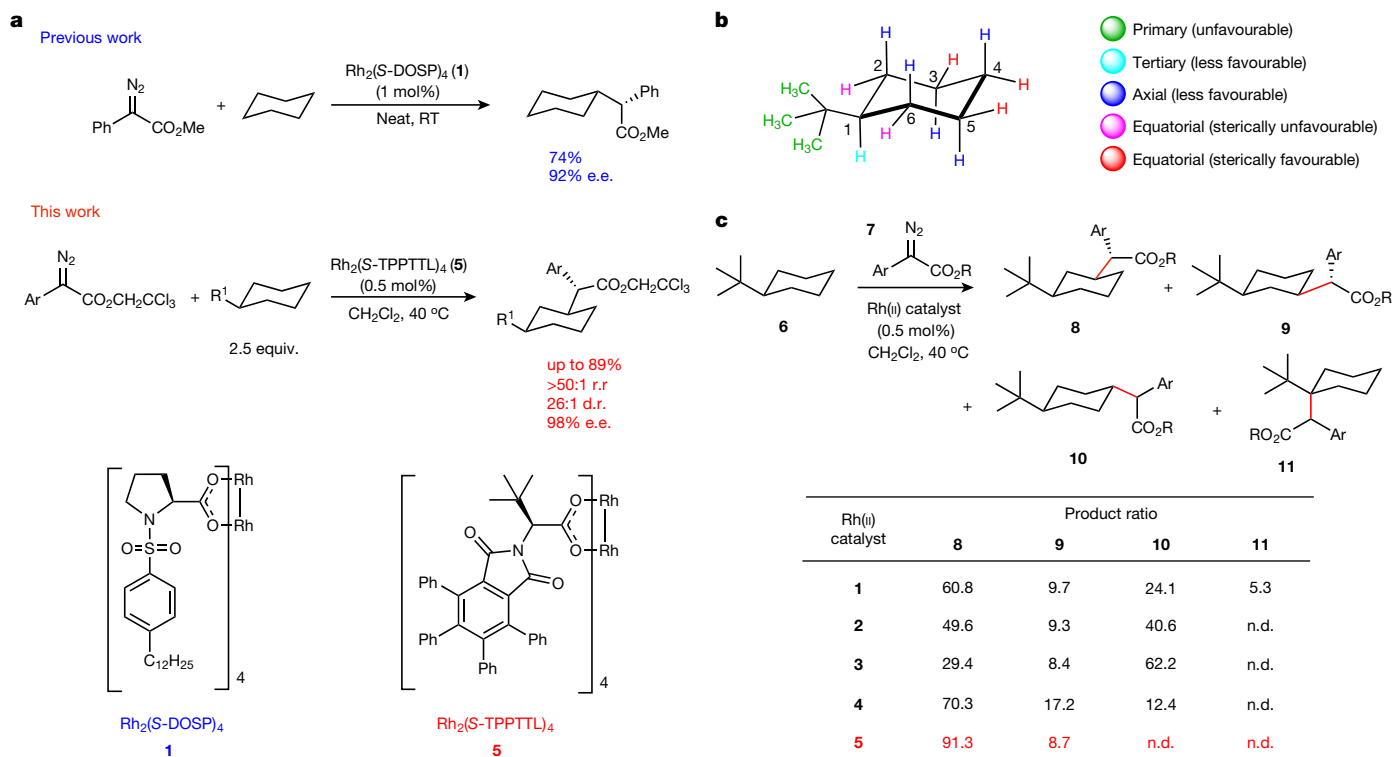 a
Previous work
N2
Ph
CO2Me
+
Rh2(S-DOSP)4 (1)
(1 mol%)
Neat, RT
Ph
CO2Me
74%
92% e.e.
This work
N2
Ar
CO2CH2CCl3
+
R1
2.5 equiv.
Rh2(S-TPPTTL)4 (5)
(0.5 mol%)
CH2Cl2, 40 ºC
Ar
CO2CH2CCl3
R1
up to 89%
>50:1 r.r
26:1 d.r.
98% e.e.
O Rh
O Rh
N
O=S=O
C12H25
4
Rh2(S-DOSP)4
1
O Rh
O Rh
O
N
O
Ph
Ph
Ph
Ph
4
Rh2(S-TPPTTL)4
5
b
H
H
H
2
H
3
4
H
H
H3C
H
H3C
1
6
5
H3C
H
H
H
H
Primary (unfavourable)
Tertiary (less favourable)
Axial (less favourable)
Equatorial (sterically unfavourable)
Equatorial (sterically favourable)
c
6
7
N2
Ar
CO2R
Rh(II) catalyst
(0.5 mol%)
CH2Cl2, 40 ºC
Ar
CO2R
8
+
Ar
CO2R
9
+
Ar
CO2R
10
+
RO2C
Ar
11
Rh(II) catalyst
Product ratio
8 9 10 11
1 60.8 9.7 24.1 5.3
2 49.6 9.3 40.6 n.d.
3 29.4 8.4 62.2 n.d.
4 70.3 17.2 12.4 n.d.
5 91.3 8.7 n.d. n.d.